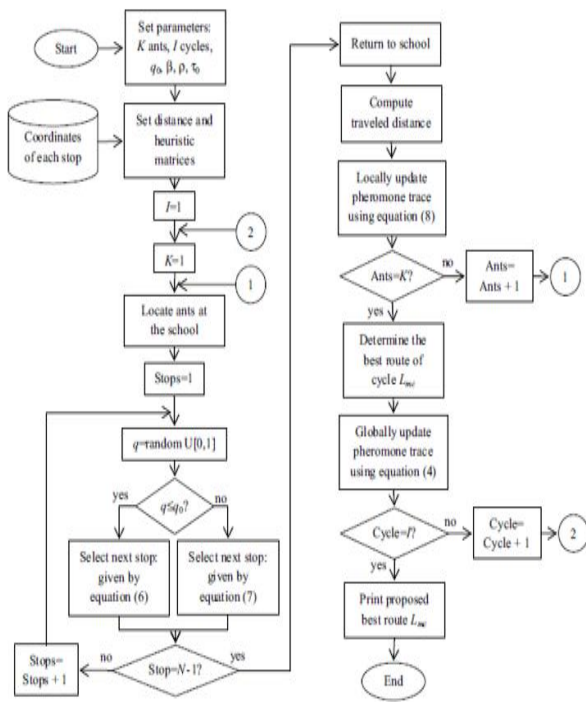 Start
Set parameters:
K ants, I cycles,
q₀, β, ρ, τ₀
Coordinates
of each stop
Set distance and
heuristic
matrices
I=1
2
K=1
1
Locate ants at
the school
Stops=1
q=random U[0,1]
yes
q≤q₀?
no
Select next stop:
given by
equation (6)
Select next stop:
given by
equation (7)
Stops=
Stops + 1
no
Stop=N-1?
yes
Return to school
Compute
traveled distance
Locally update
pheromone trace
using equation (8)
Ants=K?
no
Ants=
Ants + 1
1
yes
Determine the
best route of
cycle
Globally update
pheromone trace
using equation (4)
Cycle=I?
no
Cycle=
Cycle + 1
2
yes
Print proposed
best route
End